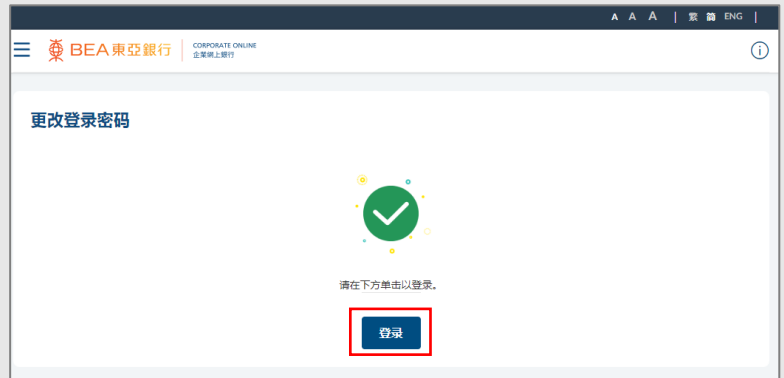 A A A | 繁 简 ENG |
BEA東亞銀行 CORPORATE ONLINE
企業網上銀行
更改登录密码
请在下方单击以登录。
登录